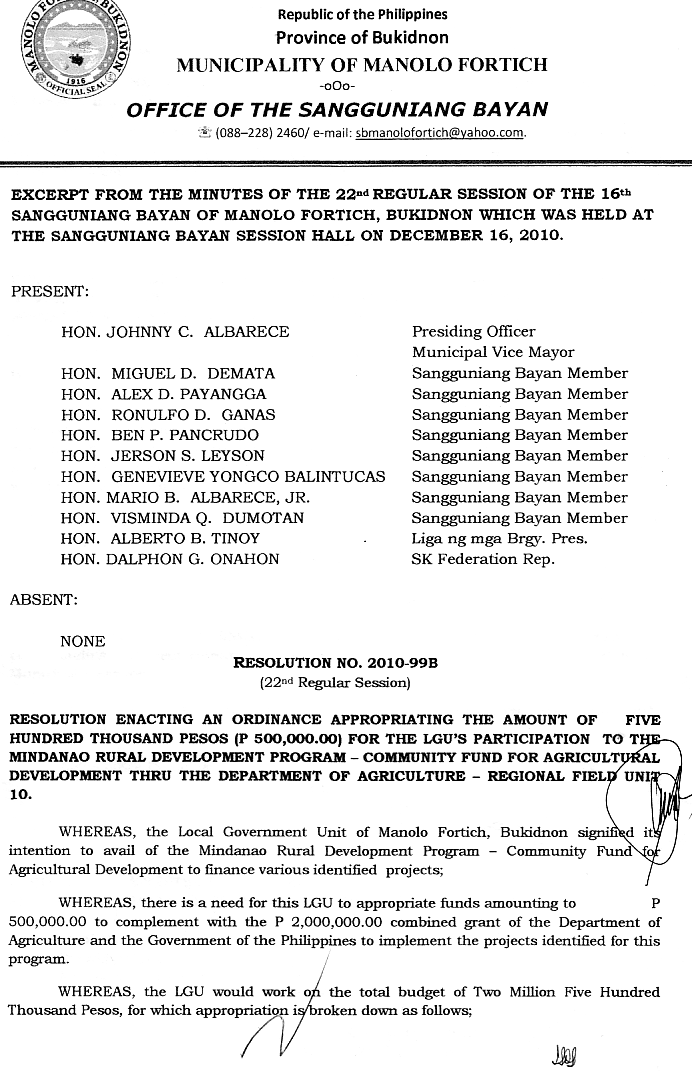 MANOLO FORTICH BUKIDNON
1916
OFFICIAL SEAL
Republic of the Philippines
Province of Bukidnon
MUNICIPALITY OF MANOLO FORTICH
-oOo-
OFFICE OF THE SANGGUNIANG BAYAN
☏ (088–228) 2460/ e-mail: sbmanolofortich@yahoo.com.
EXCERPT FROM THE MINUTES OF THE 22nd REGULAR SESSION OF THE 16th
SANGGUNIANG BAYAN OF MANOLO FORTICH, BUKIDNON WHICH WAS HELD AT
THE SANGGUNIANG BAYAN SESSION HALL ON DECEMBER 16, 2010.
PRESENT:
HON. JOHNNY C. ALBARECE Presiding Officer
Municipal Vice Mayor
HON. MIGUEL D. DEMATA Sangguniang Bayan Member
HON. ALEX D. PAYANGGA Sangguniang Bayan Member
HON. RONULFO D. GANAS Sangguniang Bayan Member
HON. BEN P. PANCRUDO Sangguniang Bayan Member
HON. JERSON S. LEYSON Sangguniang Bayan Member
HON. GENEVIEVE YONGCO BALINTUCAS Sangguniang Bayan Member
HON. MARIO B. ALBARECE, JR. Sangguniang Bayan Member
HON. VISMINDA Q. DUMOTAN Sangguniang Bayan Member
HON. ALBERTO B. TINOY Liga ng mga Brgy. Pres.
HON. DALPHON G. ONAHON SK Federation Rep.
ABSENT:
NONE
RESOLUTION NO. 2010-99B
(22nd Regular Session)
RESOLUTION ENACTING AN ORDINANCE APPROPRIATING THE AMOUNT OF FIVE
HUNDRED THOUSAND PESOS (P 500,000.00) FOR THE LGU'S PARTICIPATION TO THE
MINDANAO RURAL DEVELOPMENT PROGRAM – COMMUNITY FUND FOR AGRICULTURAL
DEVELOPMENT THRU THE DEPARTMENT OF AGRICULTURE – REGIONAL FIELD UNIT
10.
WHEREAS, the Local Government Unit of Manolo Fortich, Bukidnon signified its
intention to avail of the Mindanao Rural Development Program – Community Fund for
Agricultural Development to finance various identified projects;
WHEREAS, there is a need for this LGU to appropriate funds amounting to P
500,000.00 to complement with the P 2,000,000.00 combined grant of the Department of
Agriculture and the Government of the Philippines to implement the projects identified for this
program.
WHEREAS, the LGU would work on the total budget of Two Million Five Hundred
Thousand Pesos, for which appropriation is broken down as follows;